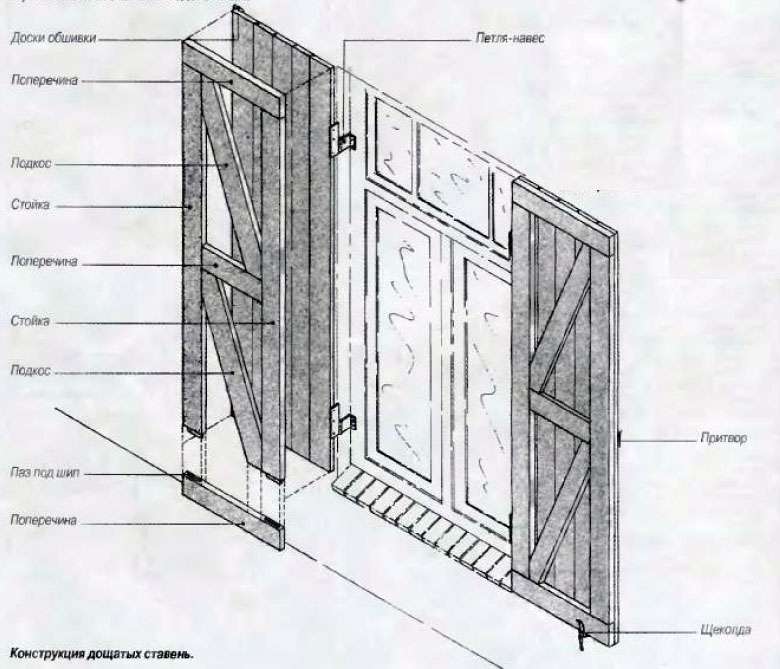 Доски обшивки
Петля-навес
Поперечина
Подкос
Стойка
Поперечина
Стойка
Подкос
Притвор
Паз под шип
Поперечина
Щеколда
Конструкция дощатых ставень.